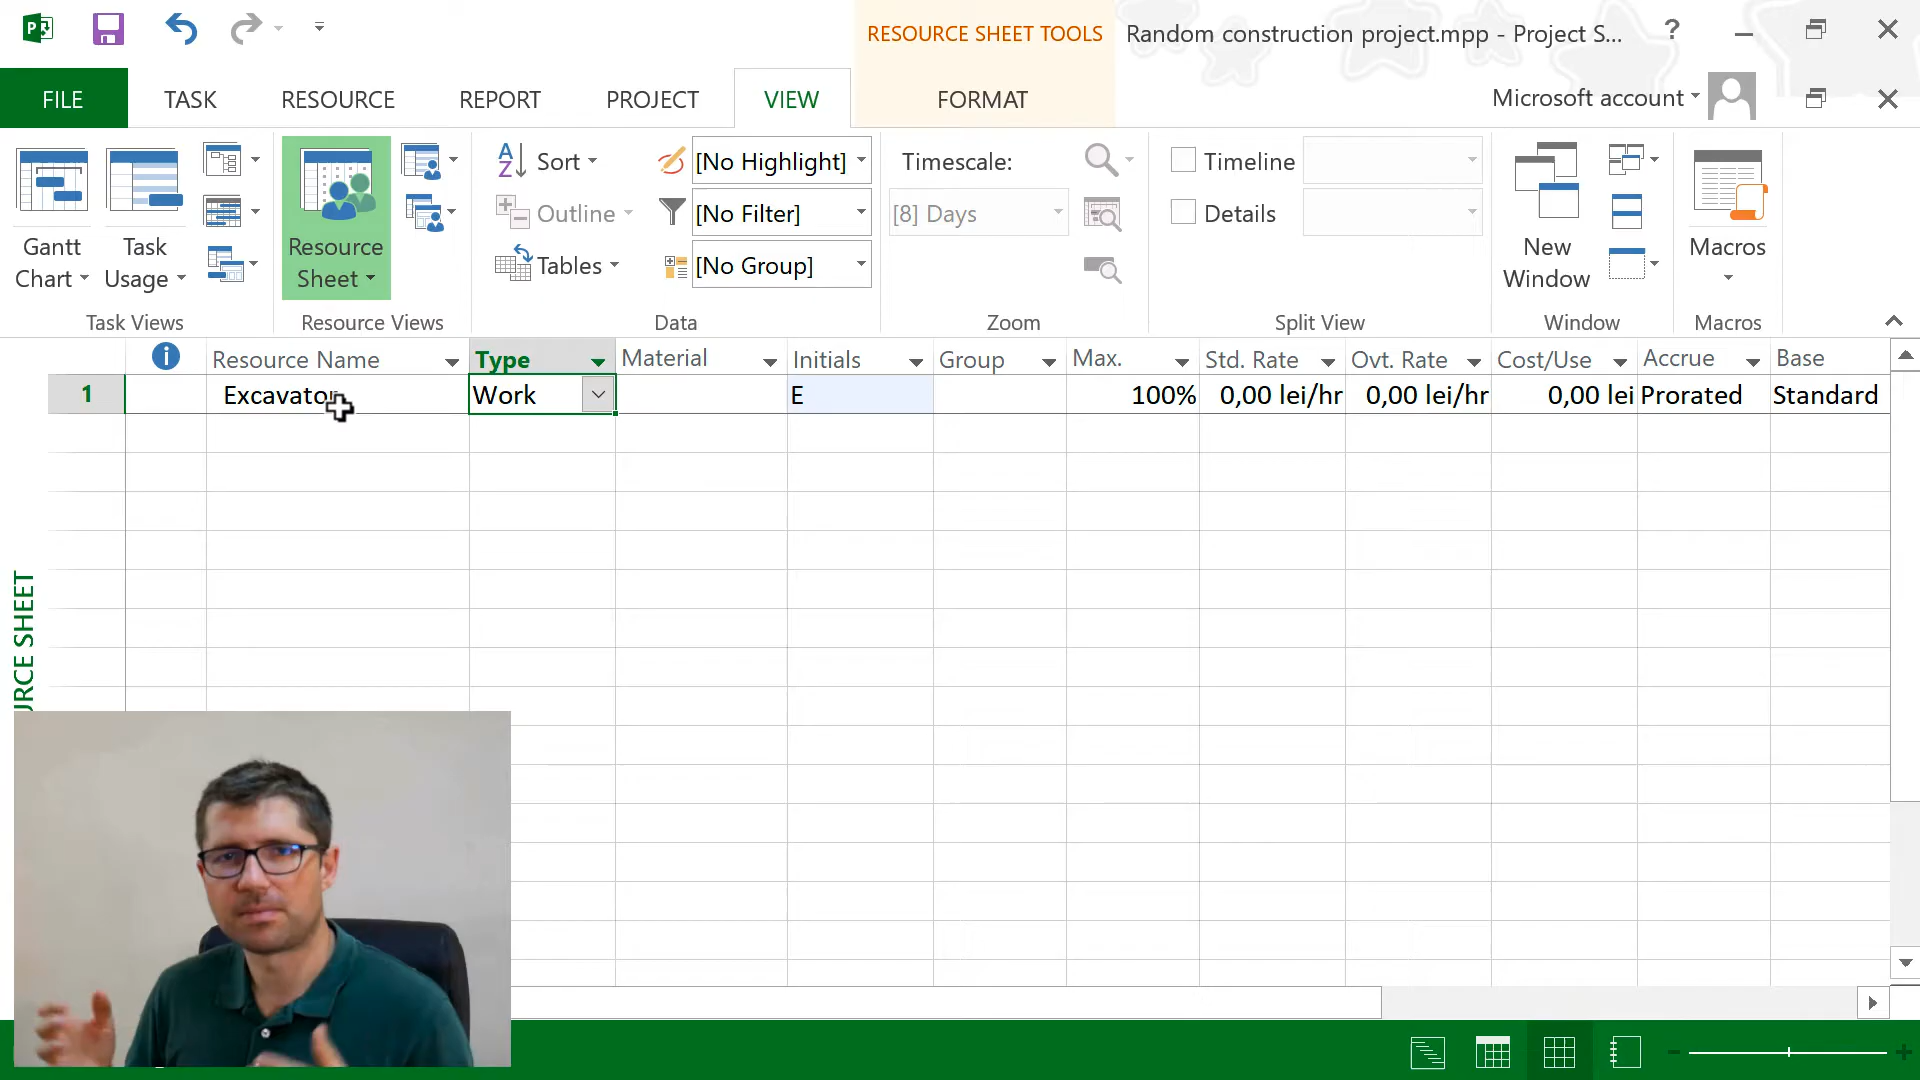 RESOURCE SHEET TOOLS
Random construction project.mpp - Project S...
?
FILE
TASK
RESOURCE
REPORT
PROJECT
VIEW
FORMAT
Microsoft account
Gantt
Chart
Task
Usage
Resource
Sheet
Sort
Outline
Tables
[No Highlight]
[No Filter]
[No Group]
Timescale:
[8] Days
Timeline
Details
New
Window
Macros
Task Views
Resource Views
Data
Zoom
Split View
Window
Macros
Resource Name
Type
Material
Initials
Group
Max.
Std. Rate
Ovt. Rate
Cost/Use
Accrue
Base
1
Excavator
Work
E
100%
0,00 lei/hr
0,00 lei/hr
0,00 lei
Prorated
Standard
URCE SHEET